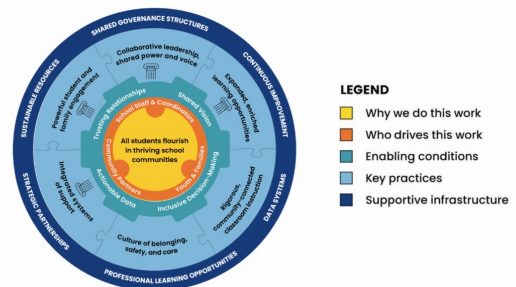 SHARED GOVERNANCE STRUCTURES
CONTINUOUS IMPROVEMENT
DATA SYSTEMS
PROFESSIONAL LEARNING OPPORTUNITIES
STRATEGIC PARTNERSHIPS
SUSTAINABLE RESOURCES
Collaborative leadership,
shared power and voice
Expanded, enriched
learning opportunities
Rigorous,
community-connected
classroom instruction
Culture of belonging,
safety, and care
Integrated systems
of support
Powerful student and
family engagement
Trusting Relationships
Shared Vision
Inclusive Decision-Making
Actionable Data
School Staff & Coordinators
Youth & Families
Community Partners
All students flourish
in thriving school
communities
LEGEND
Why we do this work
Who drives this work
Enabling conditions
Key practices
Supportive infrastructure